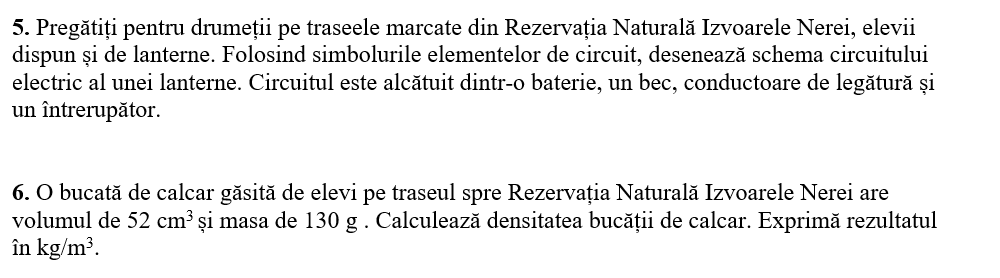 5. Pregătiți pentru drumeții pe traseele marcate din Rezervația Naturală Izvoarele Nerei, elevii
dispun și de lanterne. Folosind simbolurile elementelor de circuit, desenează schema circuitului
electric al unei lanterne. Circuitul este alcătuit dintr-o baterie, un bec, conductoare de legătură și
un întrerupător.
6. O bucată de calcar găsită de elevi pe traseul spre Rezervația Naturală Izvoarele Nerei are
volumul de 52 cm³ și masa de 130 g . Calculează densitatea bucății de calcar. Exprimă rezultatul
în kg/m³.